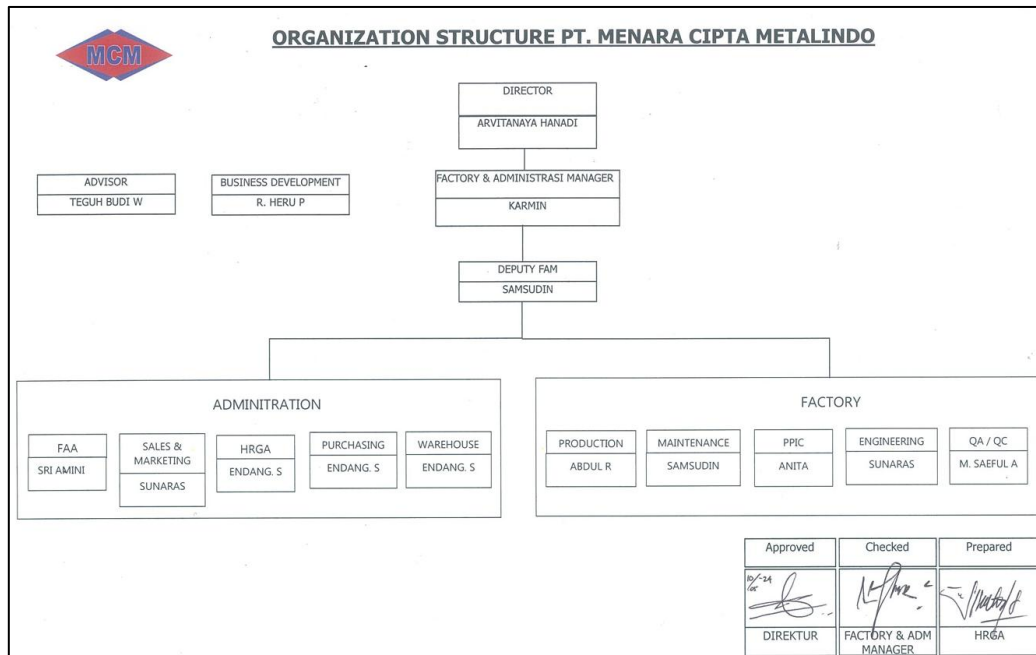 MCM
ORGANIZATION STRUCTURE PT. MENARA CIPTA METALINDO
DIRECTOR
ARVITANAYA HANADI
ADVISOR
TEGUH BUDI W
BUSINESS DEVELOPMENT
R. HERU P
FACTORY & ADMINISTRASI MANAGER
KARMIN
DEPUTY FAM
SAMSUDIN
ADMINITRATION
FAA
SRI AMINI
SALES &
MARKETING
SUNARAS
HRGA
ENDANG. S
PURCHASING
ENDANG. S
WAREHOUSE
ENDANG. S
FACTORY
PRODUCTION
ABDUL R
MAINTENANCE
SAMSUDIN
PPIC
ANITA
ENGINEERING
SUNARAS
QA / QC
M. SAEFUL A
Approved
Checked
Prepared
DIREKTUR
FACTORY & ADM
MANAGER
HRGA